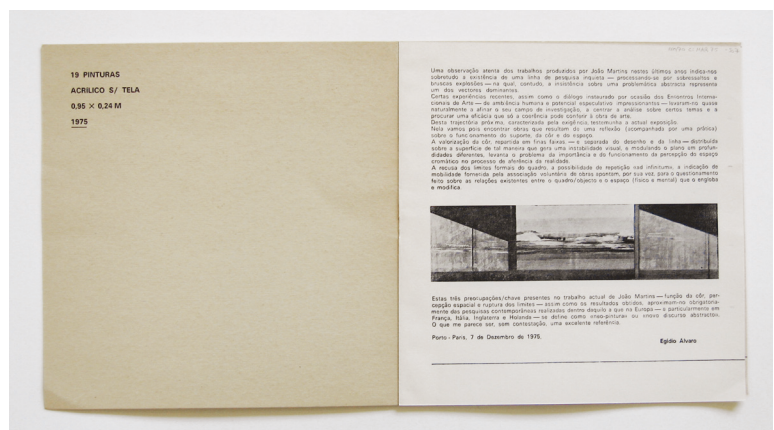 19 PINTURAS
ACRÍLICO S/ TELA
0,95 × 0,24 M
1975
Uma observação atenta dos trabalhos produzidos por João Martins nestes últimos anos indica-nos
sobretudo a existência de uma linha de pesquisa inquieta — processando-se por sobressaltos e
bruscas explosões — na qual, contudo, a insistência sobre uma problemática abstracta representa
um dos vectores dominantes.
Certas experiências recentes, assim como o diálogo instaurado por ocasião dos Encontros Interna-
cionais de Arte — de ambiência humana e potencial especulativo impressionantes — levaram-no quase
naturalmente a afinar o seu campo de investigação, a centrar a análise sobre certos temas e a
procurar uma eficácia que só a coerência pode conferir à obra de arte.
Desta trajectória próxima, caracterizada pela exigência, testemunha a actual exposição.
Nela vamos pois encontrar obras que resultam de uma reflexão (acompanhada por uma prática)
sobre o funcionamento do suporte, da côr e do espaço.
A valorização da côr, repartida em finas faixas — e separada do desenho e da linha — distribuída
sobre a superfície de tal maneira que gera uma instabilidade visual, e modulando o plano em profun-
didades diferentes, levanta o problema da importância e do funcionamento da percepção do espaço
cromático no processo de aferência da realidade.
A recusa dos limites formais do quadro, a possibilidade de repetição «ad infinitum», a indicação de
mobilidade fornecida pela associação voluntária de obras apontam, por sua vez, para o questionamento
feito sobre as relações existentes entre o quadro/objecto e o espaço (físico e mental) que o engloba
e modifica.
Estas três preocupações/chave presentes no trabalho actual de João Martins — função da côr, per-
cepção espacial e ruptura dos limites — assim como os resultados obtidos, aproximam-no obrigatoria-
mente das pesquisas contemporâneas realizadas dentro daquilo a que na Europa — e particularmente em
França, Itália, Inglaterra e Holanda — se define como «nso-pintura» ou «novo discurso abstracto».
O que me parece ser, sem contestação, uma excelente referência.
Porto - Paris, 7 de Dezembro de 1975.
Egídio Álvaro